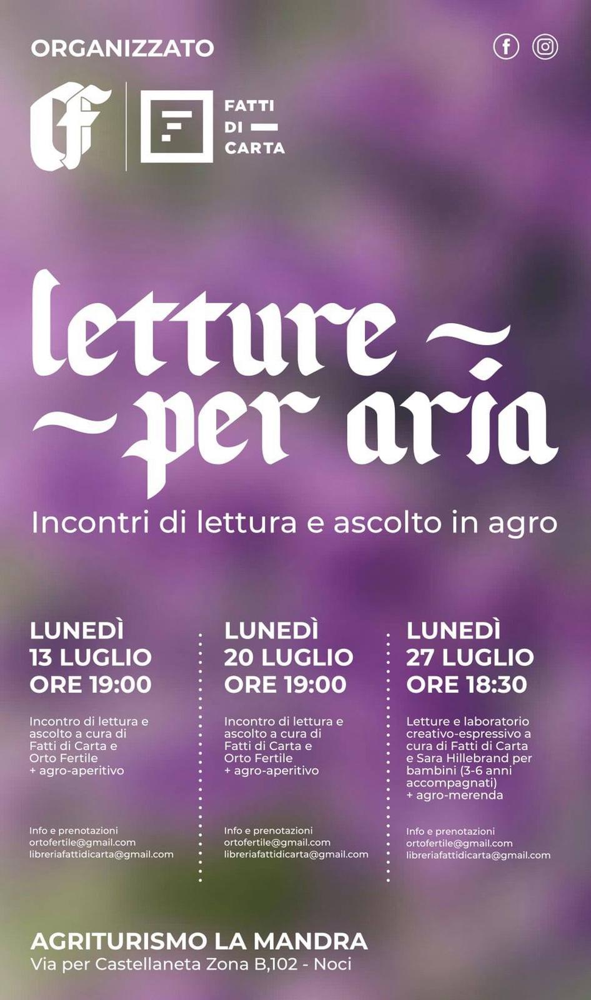 ORGANIZZATO
FATTI
DI
CARTA
letture ~
~ per aria
Incontri di lettura e ascolto in agro
LUNEDÌ
13 LUGLIO
ORE 19:00
Incontro di lettura e
ascolto a cura di
Fatti di Carta e
Orto Fertile
+ agro-aperitivo
Info e prenotazioni
ortofertile@gmail.com
libreriafattidicarta@gmail.com
LUNEDÌ
20 LUGLIO
ORE 19:00
Incontro di lettura e
ascolto a cura di
Fatti di Carta e
Orto Fertile
+ agro-aperitivo
Info e prenotazioni
ortofertile@gmail.com
libreriafattidicarta@gmail.com
LUNEDÌ
27 LUGLIO
ORE 18:30
Letture e laboratorio
creativo-espressivo a
cura di Fatti di Carta
e Sara Hillebrand per
bambini (3-6 anni
accompagnati)
+ agro-merenda
Info e prenotazioni
ortofertile@gmail.com
libreriafattidicarta@gmail.com
AGRITURISMO LA MANDRA
Via per Castellaneta Zona B,102 - Noci